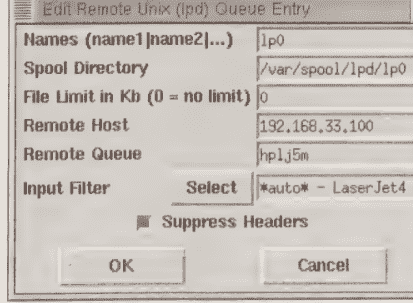 Edit Remote Unix (lpd) Queue Entry
Names (name1|name2|...) lp0
Spool Directory /var/spool/lpd/lp0
File Limit in Kb (0 = no limit) 0
Remote Host 192.168.33.100
Remote Queue hplj5m
Input Filter Select *auto* - LaserJet4
Suppress Headers
OK Cancel